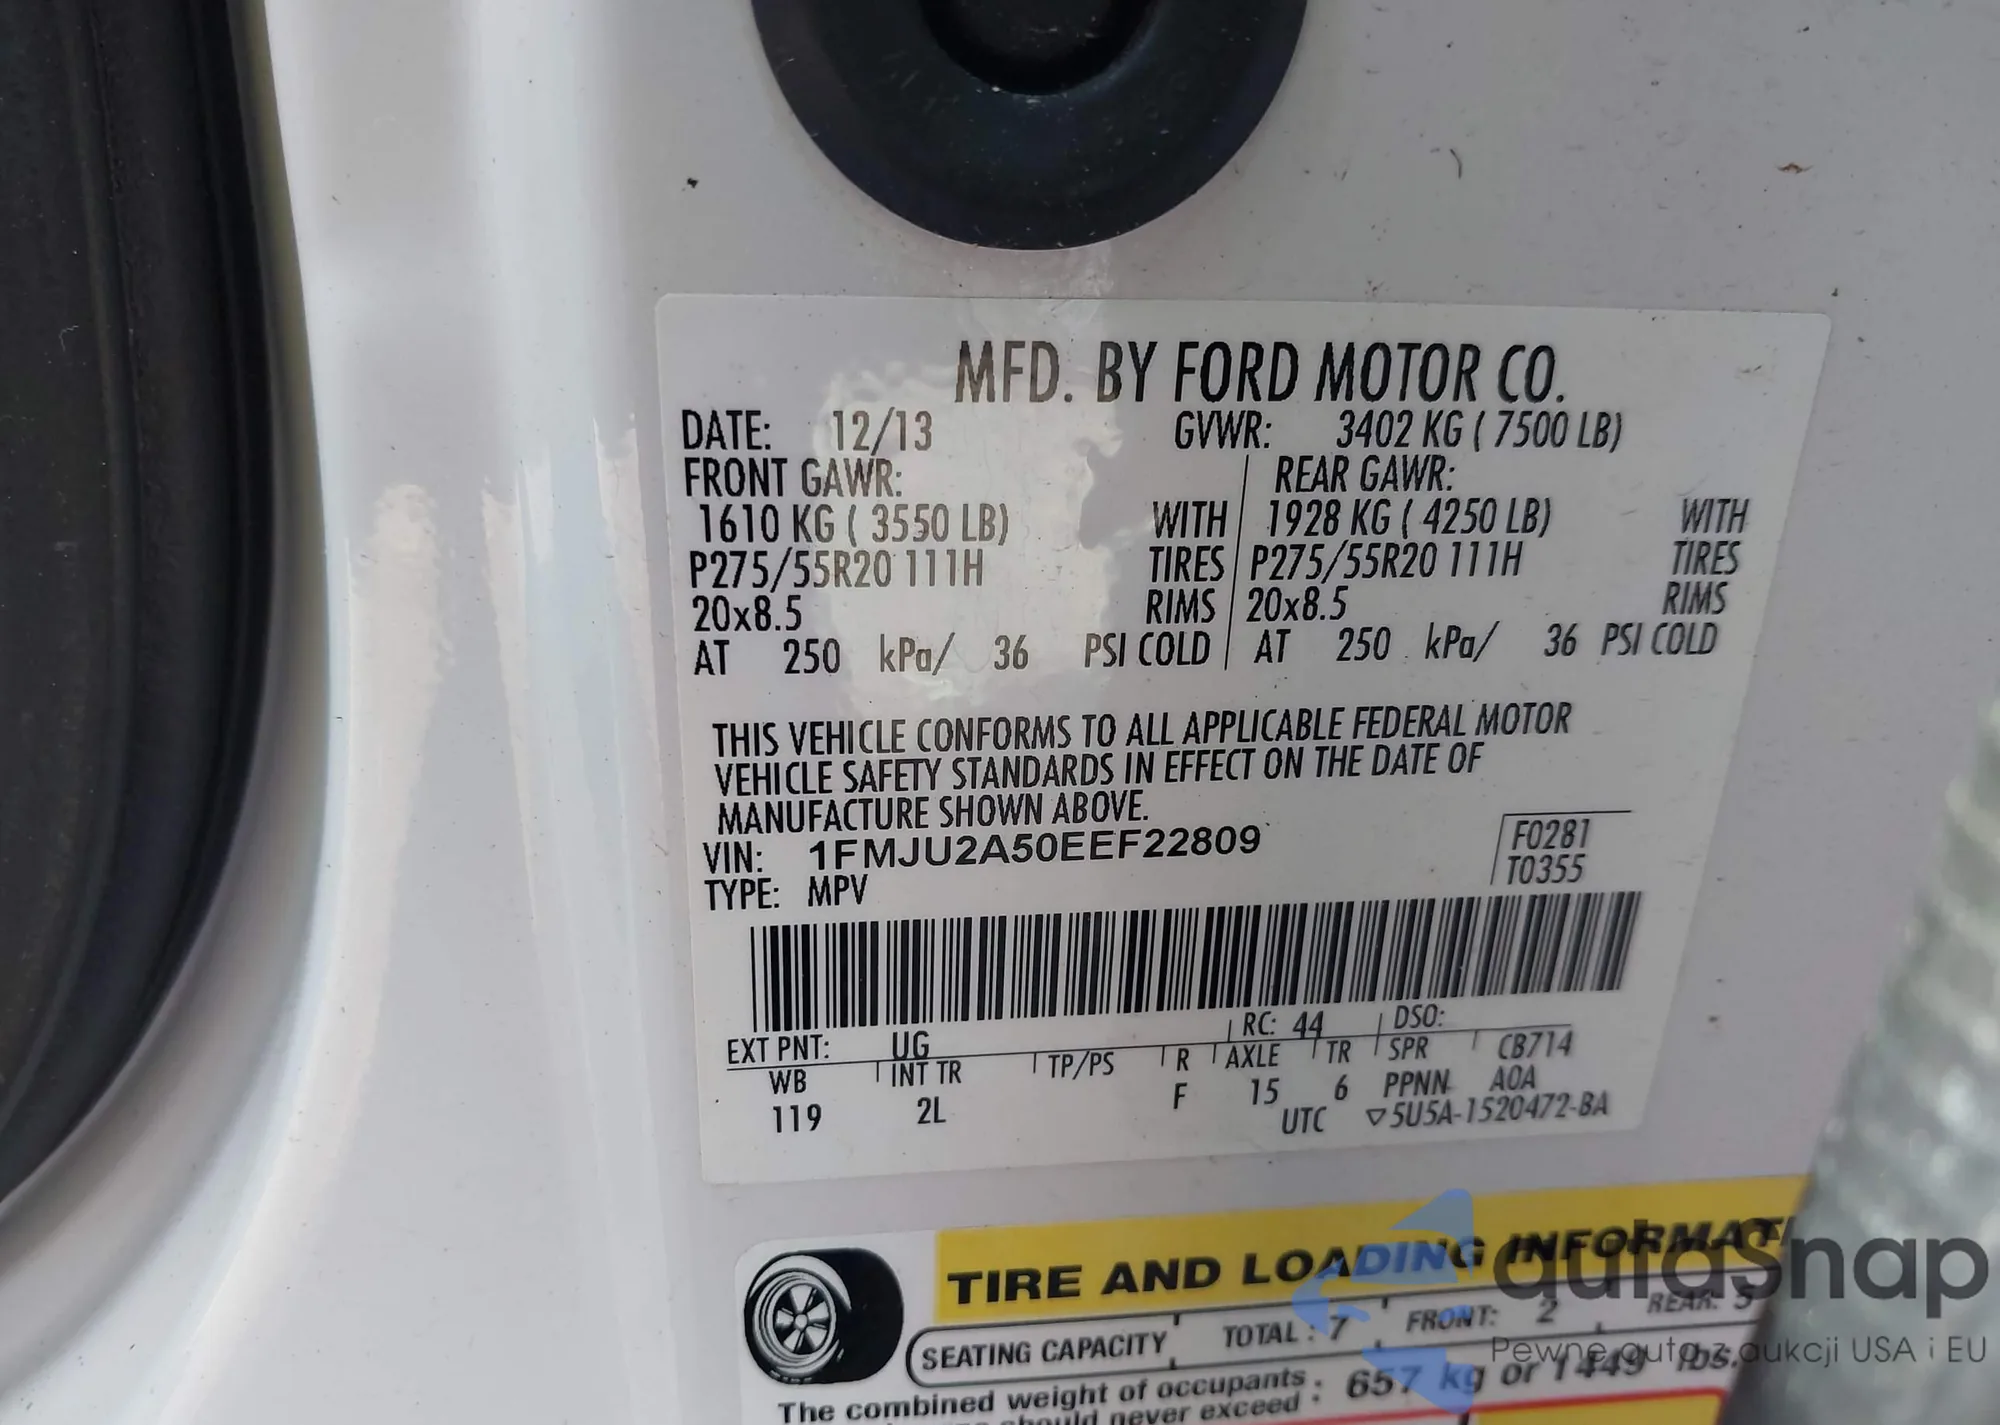 MFD. BY FORD MOTOR CO.
DATE: 12/13 GVWR: 3402 KG ( 7500 LB)
FRONT GAWR: REAR GAWR:
1610 KG ( 3550 LB) WITH 1928 KG ( 4250 LB) WITH
P275/55R20 111H TIRES P275/55R20 111H TIRES
20x8.5 RIMS 20x8.5 RIMS
AT 250 kPa/ 36 PSI COLD AT 250 kPa/ 36 PSI COLD
THIS VEHICLE CONFORMS TO ALL APPLICABLE FEDERAL MOTOR
VEHICLE SAFETY STANDARDS IN EFFECT ON THE DATE OF
MANUFACTURE SHOWN ABOVE.
VIN: 1FMJU2A50EEF22809 F0281
TYPE: MPV T0355
EXT PNT: UG RC: 44 DSO:
WB INT TR TP/PS R AXLE TR SPR CB714
119 2L F 15 6 PPNN A0A
UTC ▽5U5A-1520472-BA
TIRE AND LOADING INFORMAT
SEATING CAPACITY TOTAL : 7 FRONT: 2 REAR: 5
The combined weight of occupants : 657 kg or 1449 lbs.
should never exceed
autaSnap
Pewne auta z aukcji USA i EU